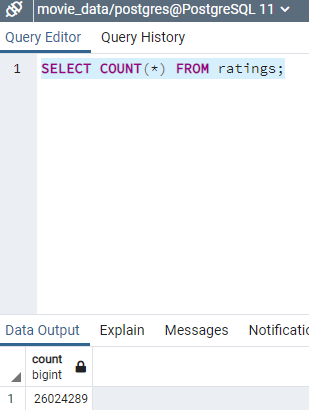 movie_data/postgres@PostgreSQL 11
Query Editor Query History
1 SELECT COUNT(*) FROM ratings;
Data Output Explain Messages Notificatio
count
bigint
1 26024289